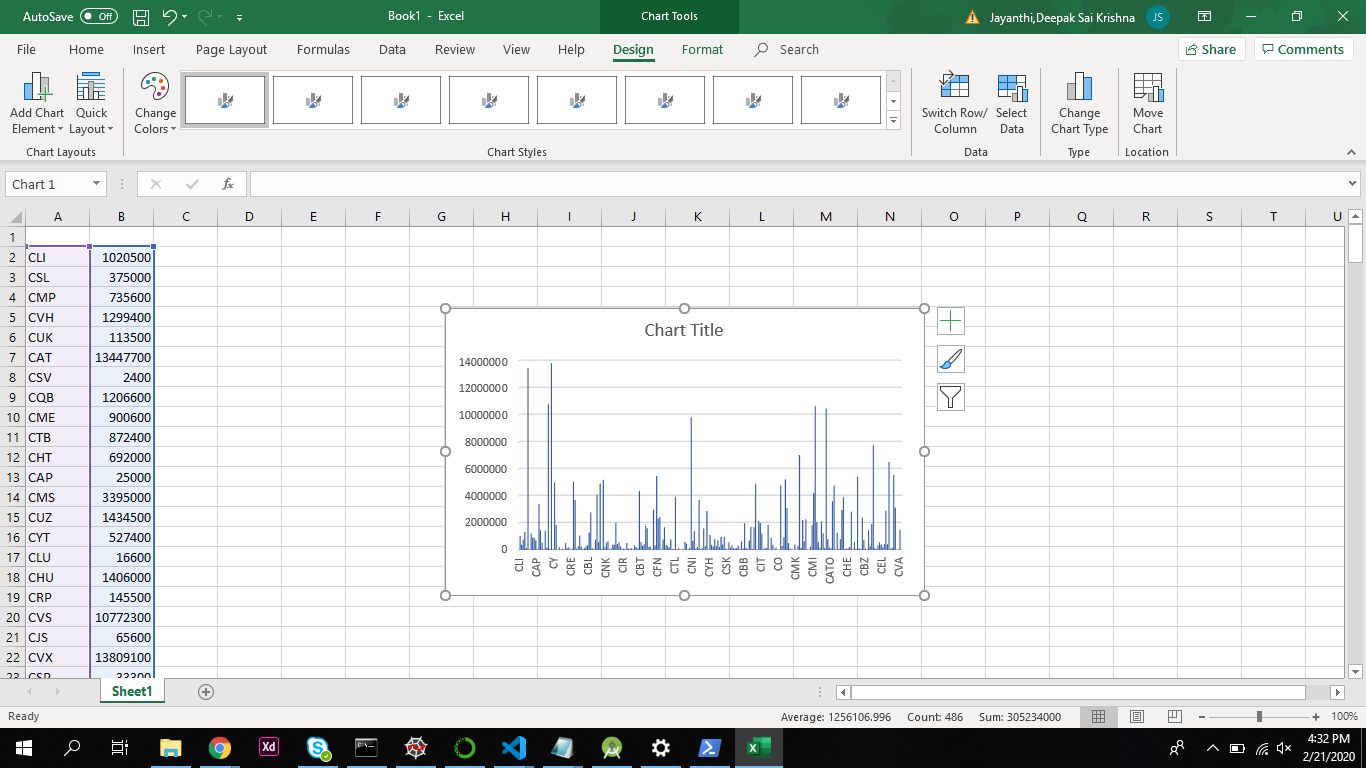 AutoSave Off Book1 - Excel Chart Tools Jayanthi,Deepak Sai Krishna JS
File Home Insert Page Layout Formulas Data Review View Help Design Format Search Share Comments
Add Chart Element Quick Layout Change Colors Switch Row/ Column Select Data Change Chart Type Move Chart
Chart Layouts Chart Styles Data Type Location
Chart 1 fx
A B C D E F G H I J K L M N O P Q R S T U
1
2 CLI 1020500
3 CSL 375000
4 CMP 735600
5 CVH 1299400
6 CUK 113500
7 CAT 13447700
8 CSV 2400
9 CQB 1206600
10 CME 900600
11 CTB 872400
12 CHT 692000
13 CAP 25000
14 CMS 3395000
15 CUZ 1434500
16 CYT 527400
17 CLU 16600
18 CHU 1406000
19 CRP 145500
20 CVS 10772300
21 CJS 65600
22 CVX 13809100
23 CSP 33300
Chart Title
14000000
12000000
10000000
8000000
6000000
4000000
2000000
0
CLI CAP CY CRE CBL CNK CIR CBT CFN CTL CNI CYH CSK CBB CIT CO CMK CMI CATO CHE CBZ CEL CVA
Sheet1
Ready Average: 1256106.996 Count: 486 Sum: 305234000 100%
Xd 4:32 PM
2/21/2020